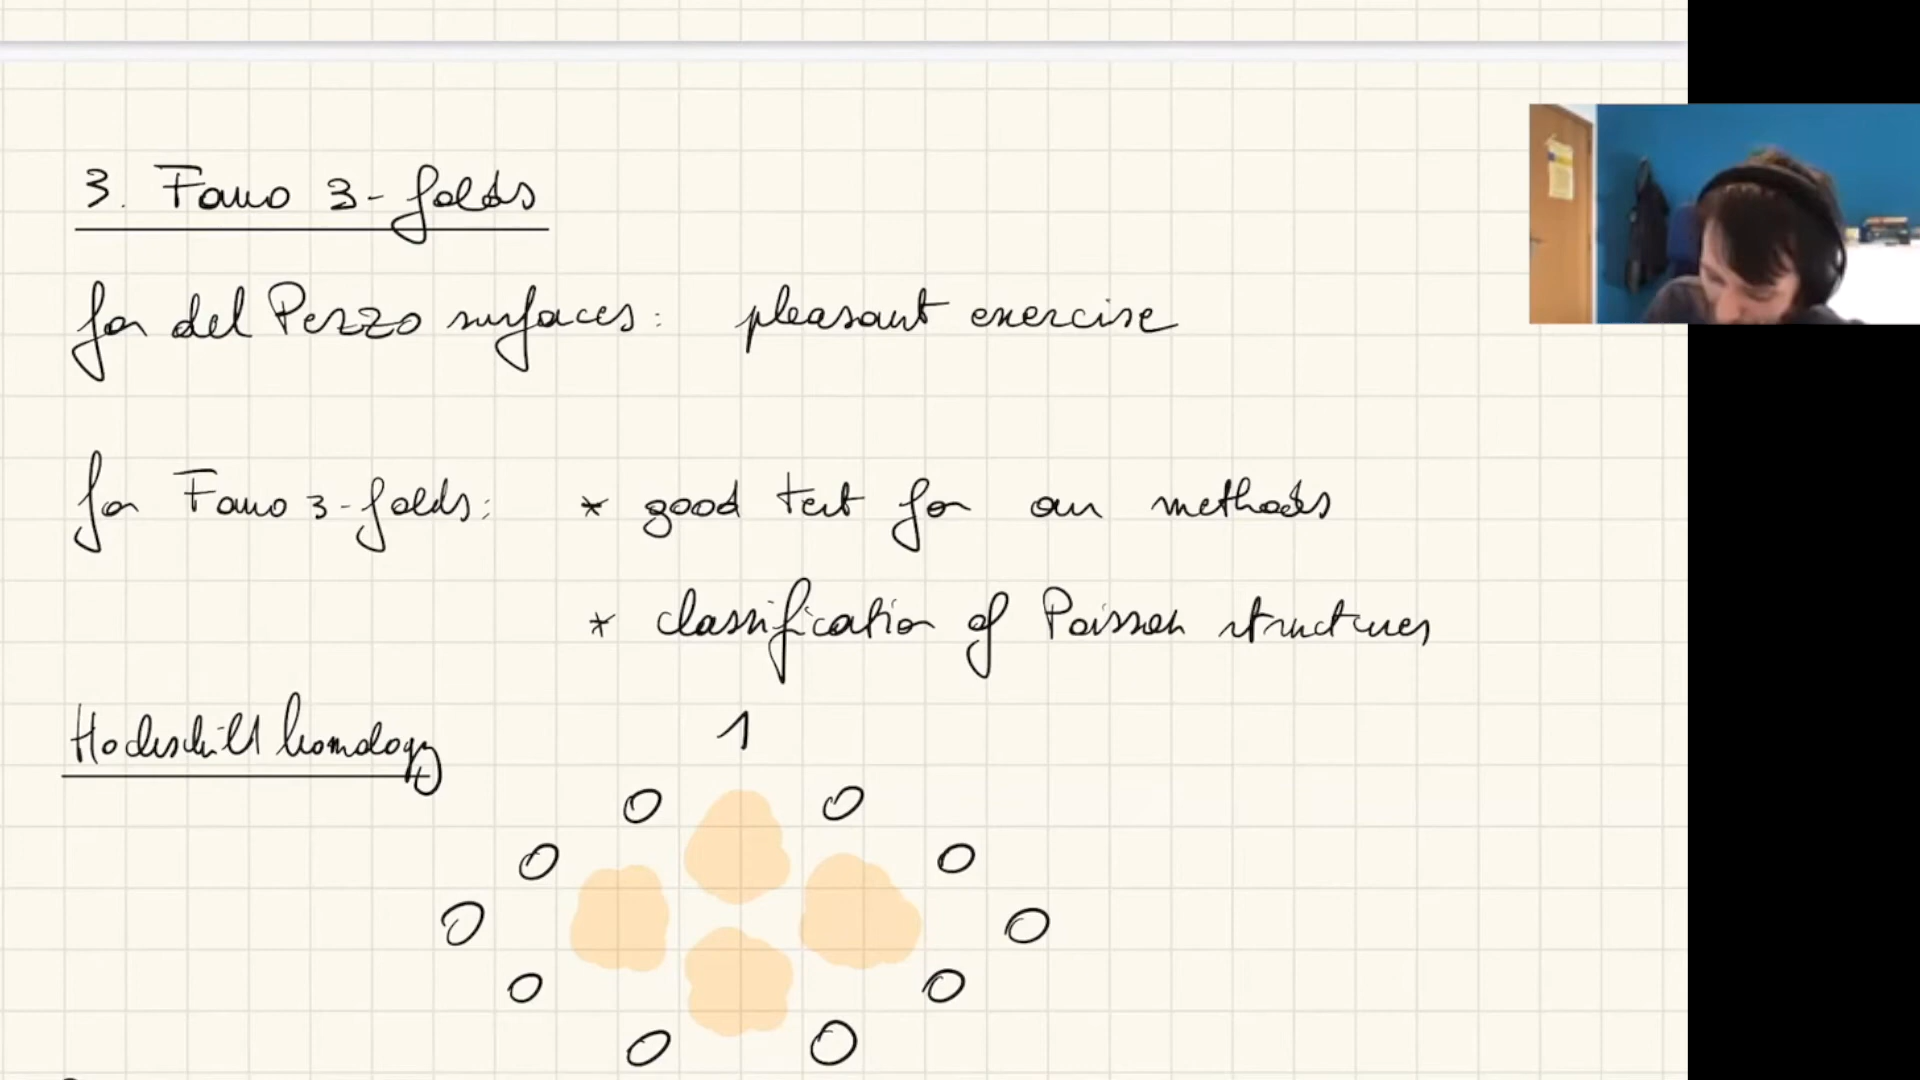 3. Fano 3-folds
for del Pezzo surfaces: pleasant exercise
for Fano 3-folds: * good test for our methods
* classification of Poisson structures
Hochschild homology
1
0 0
0 0
0 0
0 0
0 0